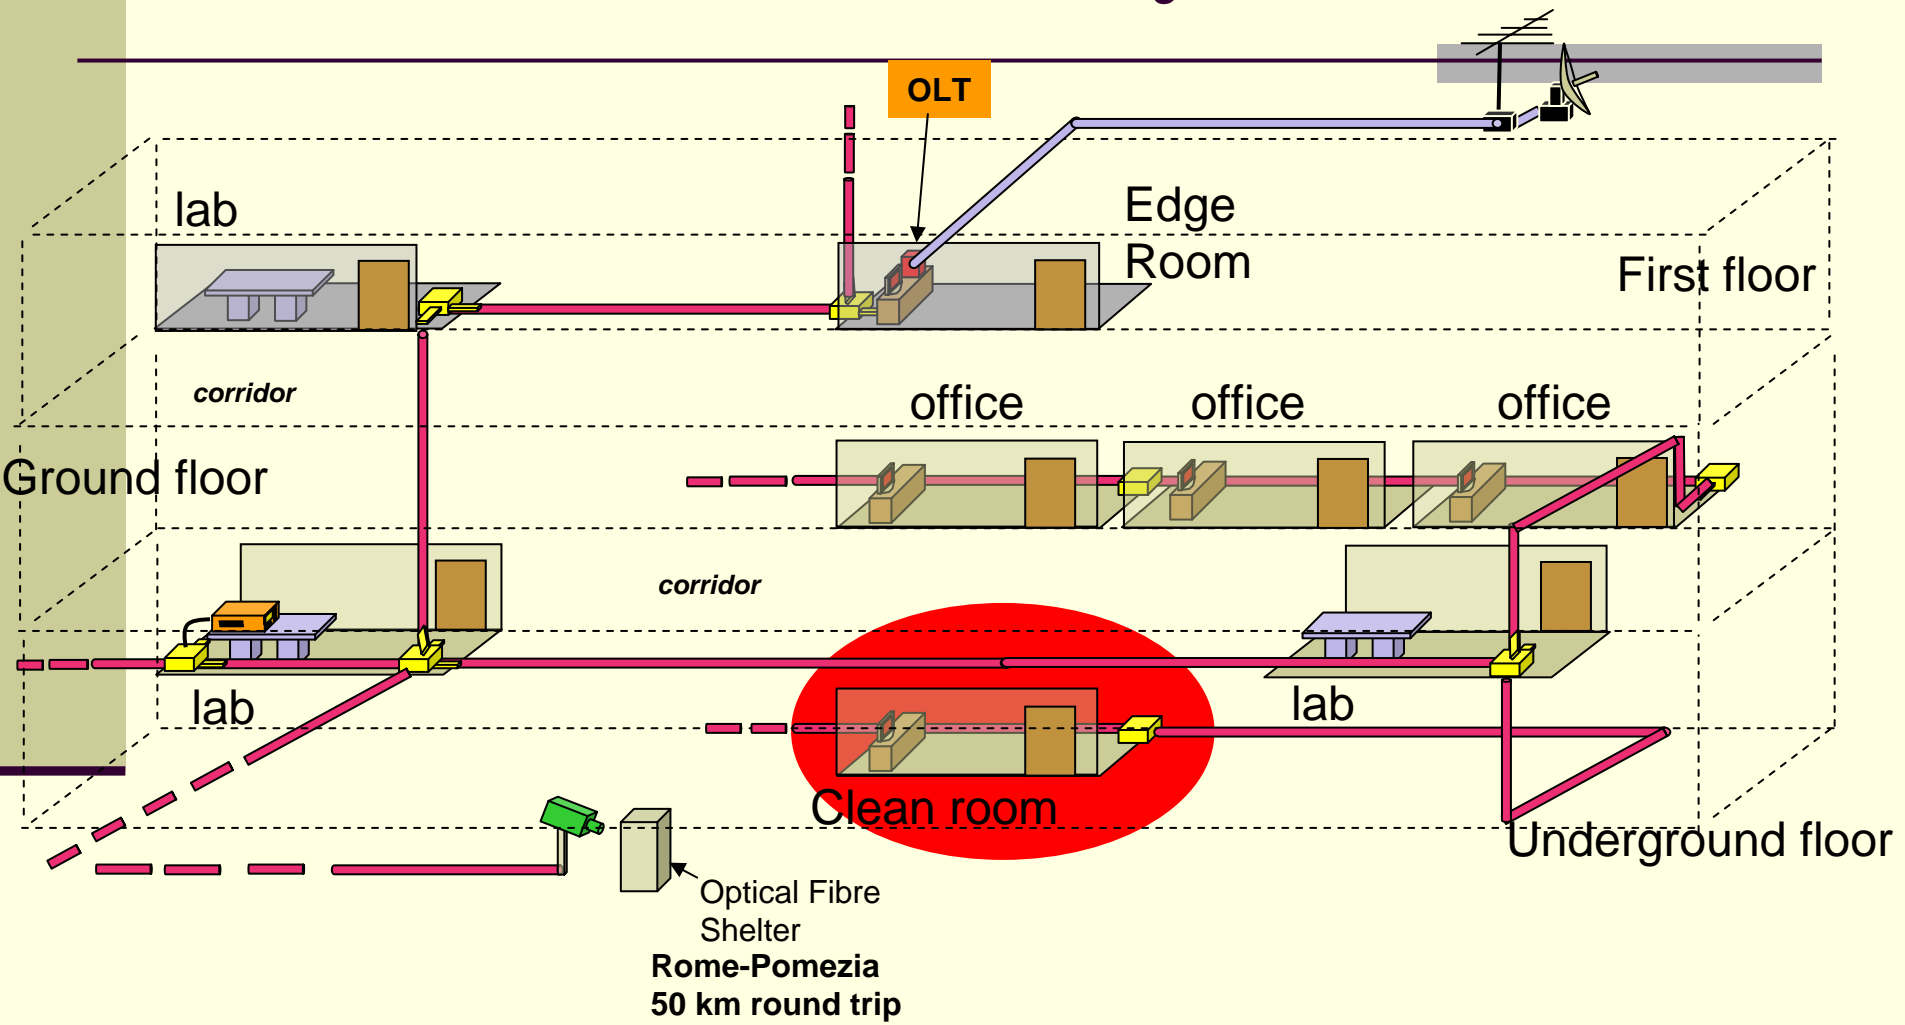 OLT
lab
Edge
Room
First floor
corridor
office
office
office
Ground floor
corridor
lab
lab
Clean room
Underground floor
Optical Fibre
Shelter
Rome-Pomezia
50 km round trip